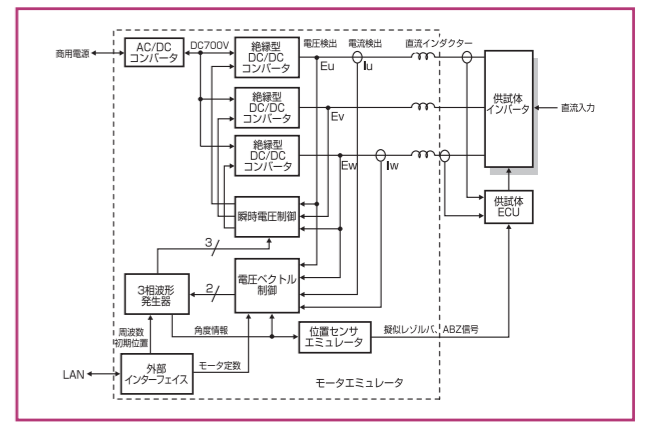 商用電源
AC/DC
コンバータ
DC700V
絶縁型
DC/DC
コンバータ
電圧検出
電流検出
直流インダクター
Eu
Iu
絶縁型
DC/DC
コンバータ
Ev
絶縁型
DC/DC
コンバータ
Ew
Iw
供試体
インバータ
直流入力
瞬時電圧制御
供試体
ECU
3
3相波形
発生器
2
電圧ベクトル
制御
周波数
初期位置
角度情報
位置センサ
エミュレータ
擬似レゾルバ、ABZ信号
LAN
外部
インターフェイス
モータ定数
モータエミュレータ